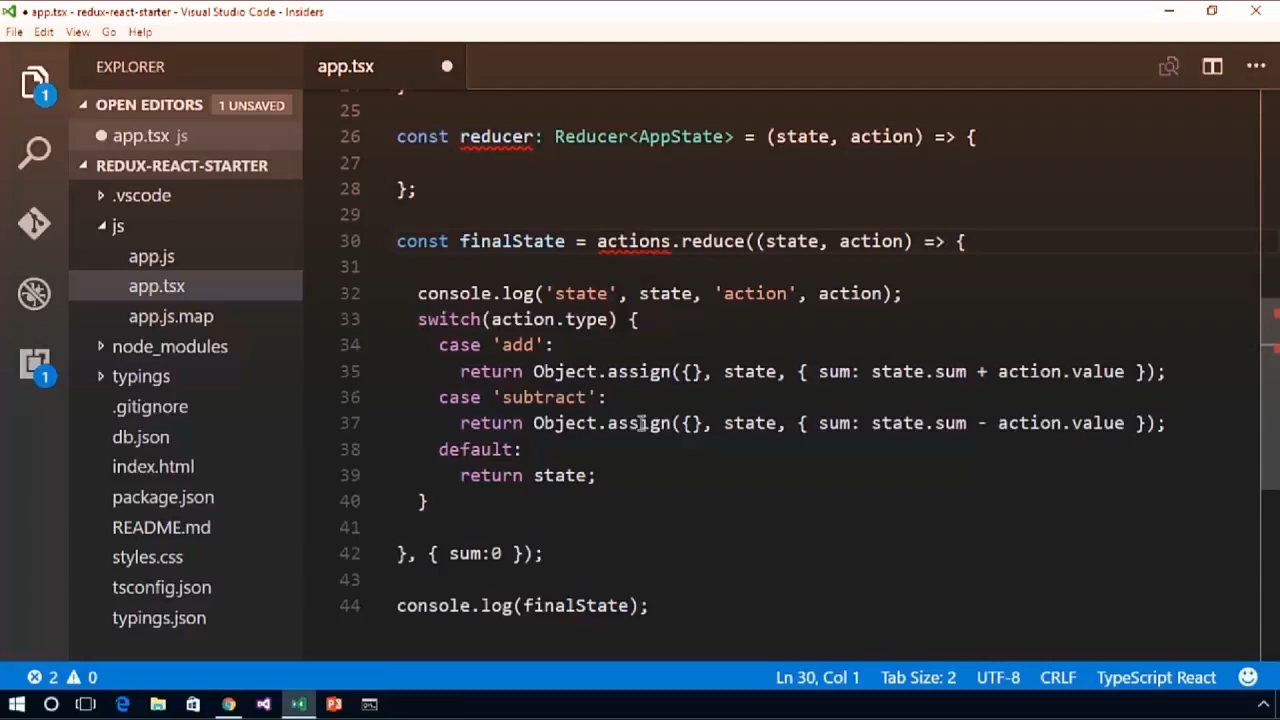 ● app.tsx - redux-react-starter - Visual Studio Code - Insiders
File Edit View Go Help
EXPLORER
app.tsx
1
OPEN EDITORS 1 UNSAVED
app.tsx js
REDUX-REACT-STARTER
.vscode
js
app.js
app.tsx
app.js.map
node_modules
1
typings
.gitignore
db.json
index.html
package.json
README.md
styles.css
tsconfig.json
typings.json
25
26 const reducer: Reducer<AppState> = (state, action) => {
27
28 };
29
30 const finalState = actions.reduce((state, action) => {
31
32 console.log('state', state, 'action', action);
33 switch(action.type) {
34 case 'add':
35 return Object.assign({}, state, { sum: state.sum + action.value });
36 case 'subtract':
37 return Object.assign({}, state, { sum: state.sum - action.value });
38 default:
39 return state;
40 }
41
42 }, { sum:0 });
43
44 console.log(finalState);
2 0 Ln 30, Col 1 Tab Size: 2 UTF-8 CRLF TypeScript React